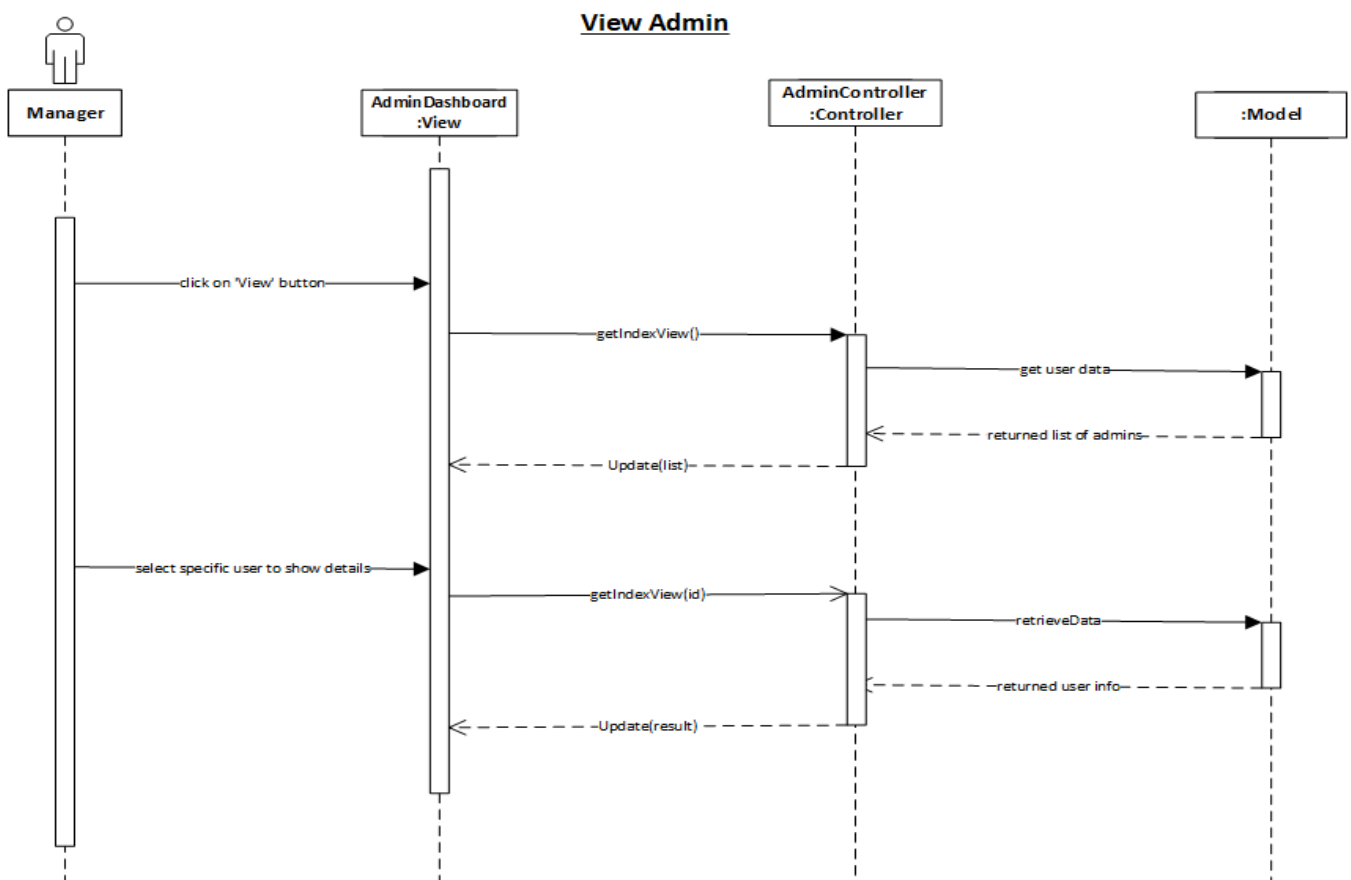 View Admin
Manager
AdminDashboard
:View
AdminController
:Controller
:Model
click on 'View' button
getIndexView()
get user data
returned list of admins
Update(list)
select specific user to show details
getIndexView(id)
retrieveData
returned user info
Update(result)